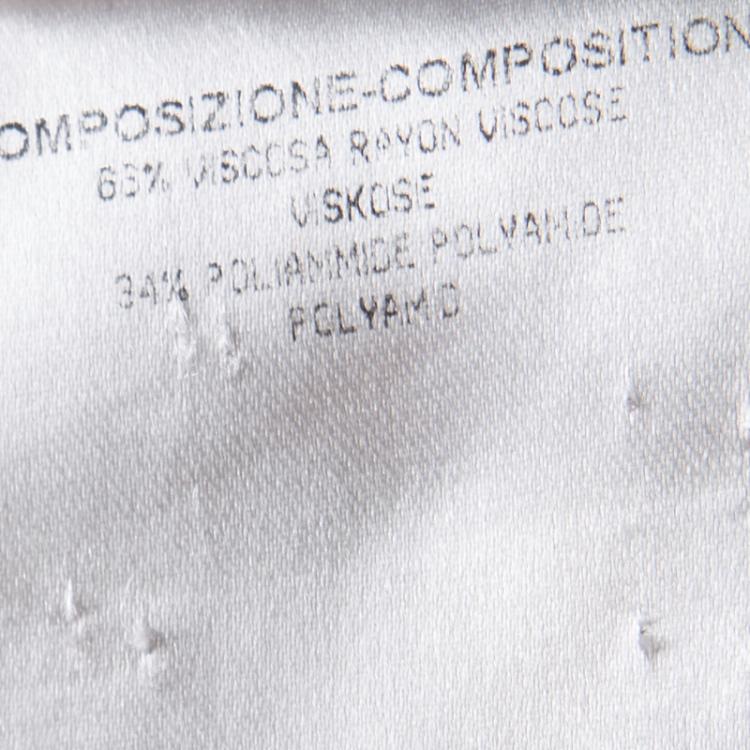 OMPOSIZIONE-COMPOSITION
66% VISCOSA RAYON VISCOSE
VISKOSE
34% POLIAMMIDE POLYAMIDE
POLYAMID